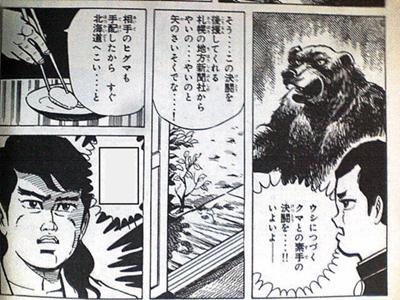 ウシにつづく
クマとの素手の
決闘を
‥‥!!
いよいよ――
そう‥‥この決闘を
後援してくれる
札幌の地方新聞社から
やいの‥‥やいのと
矢のさいそくでな‥‥!
相手のヒグマも
手配したから すぐ
北海道へこい‥‥と